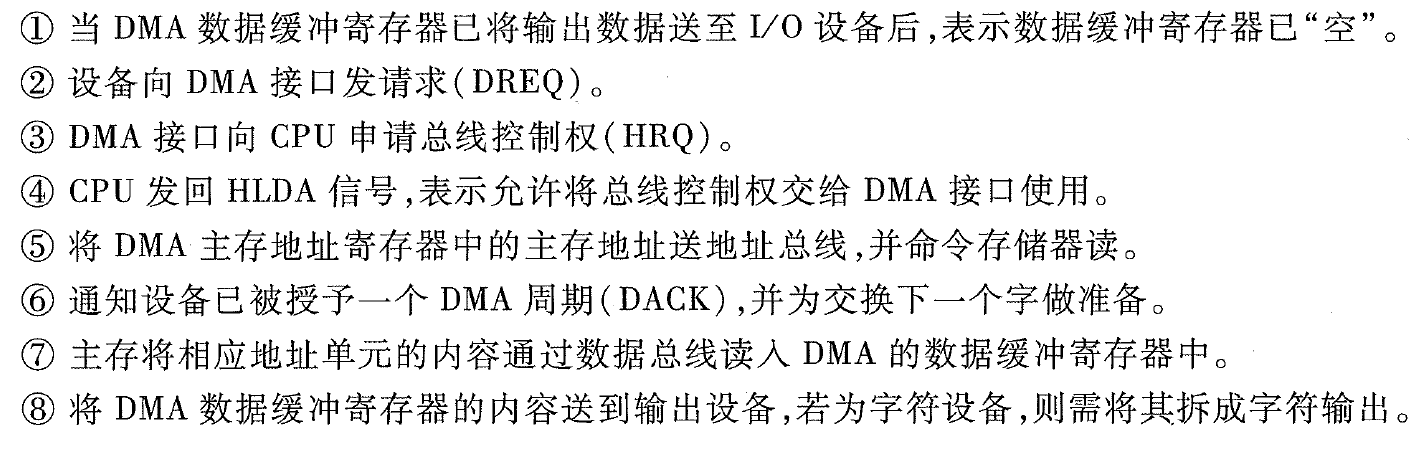 ① 当 DMA 数据缓冲寄存器已将输出数据送至 I/O 设备后,表示数据缓冲寄存器已“空”。
② 设备向 DMA 接口发请求(DREQ)。
③ DMA 接口向 CPU 申请总线控制权(HRQ)。
④ CPU 发回 HLDA 信号,表示允许将总线控制权交给 DMA 接口使用。
⑤ 将 DMA 主存地址寄存器中的主存地址送地址总线,并命令存储器读。
⑥ 通知设备已被授予一个 DMA 周期(DACK),并为交换下一个字做准备。
⑦ 主存将相应地址单元的内容通过数据总线读入 DMA 的数据缓冲寄存器中。
⑧ 将 DMA 数据缓冲寄存器的内容送到输出设备,若为字符设备,则需将其拆成字符输出。